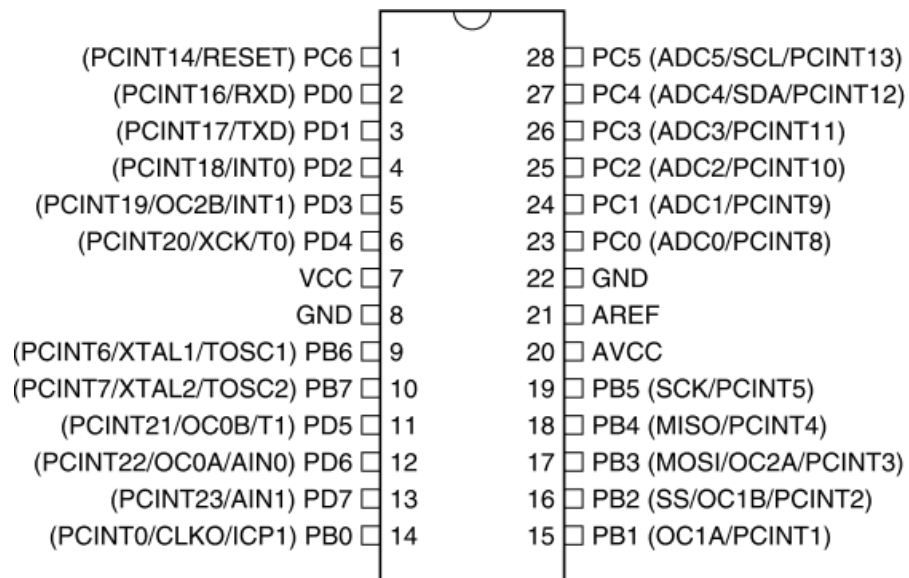 (PCINT14/RESET) PC6 1 28 PC5 (ADC5/SCL/PCINT13)
(PCINT16/RXD) PD0 2 27 PC4 (ADC4/SDA/PCINT12)
(PCINT17/TXD) PD1 3 26 PC3 (ADC3/PCINT11)
(PCINT18/INT0) PD2 4 25 PC2 (ADC2/PCINT10)
(PCINT19/OC2B/INT1) PD3 5 24 PC1 (ADC1/PCINT9)
(PCINT20/XCK/T0) PD4 6 23 PC0 (ADC0/PCINT8)
VCC 7 22 GND
GND 8 21 AREF
(PCINT6/XTAL1/TOSC1) PB6 9 20 AVCC
(PCINT7/XTAL2/TOSC2) PB7 10 19 PB5 (SCK/PCINT5)
(PCINT21/OC0B/T1) PD5 11 18 PB4 (MISO/PCINT4)
(PCINT22/OC0A/AIN0) PD6 12 17 PB3 (MOSI/OC2A/PCINT3)
(PCINT23/AIN1) PD7 13 16 PB2 (SS/OC1B/PCINT2)
(PCINT0/CLKO/ICP1) PB0 14 15 PB1 (OC1A/PCINT1)